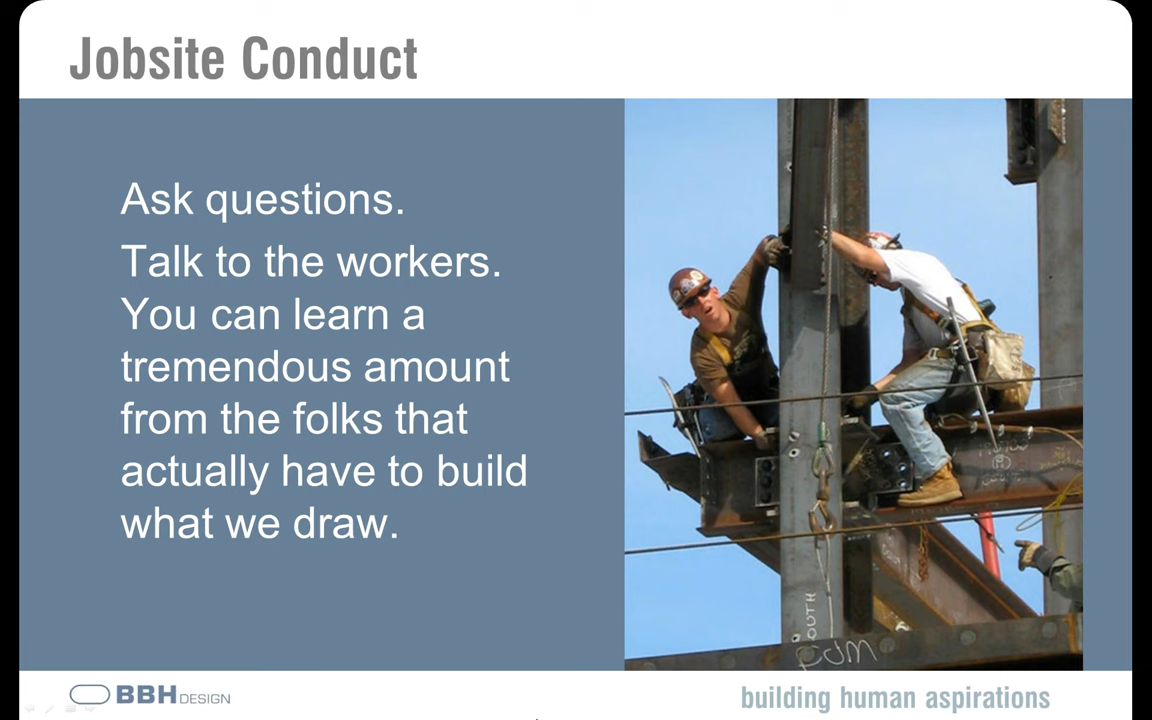 Jobsite Conduct
Ask questions.
Talk to the workers.
You can learn a
tremendous amount
from the folks that
actually have to build
what we draw.
OUTH
BBH DESIGN
building human aspirations